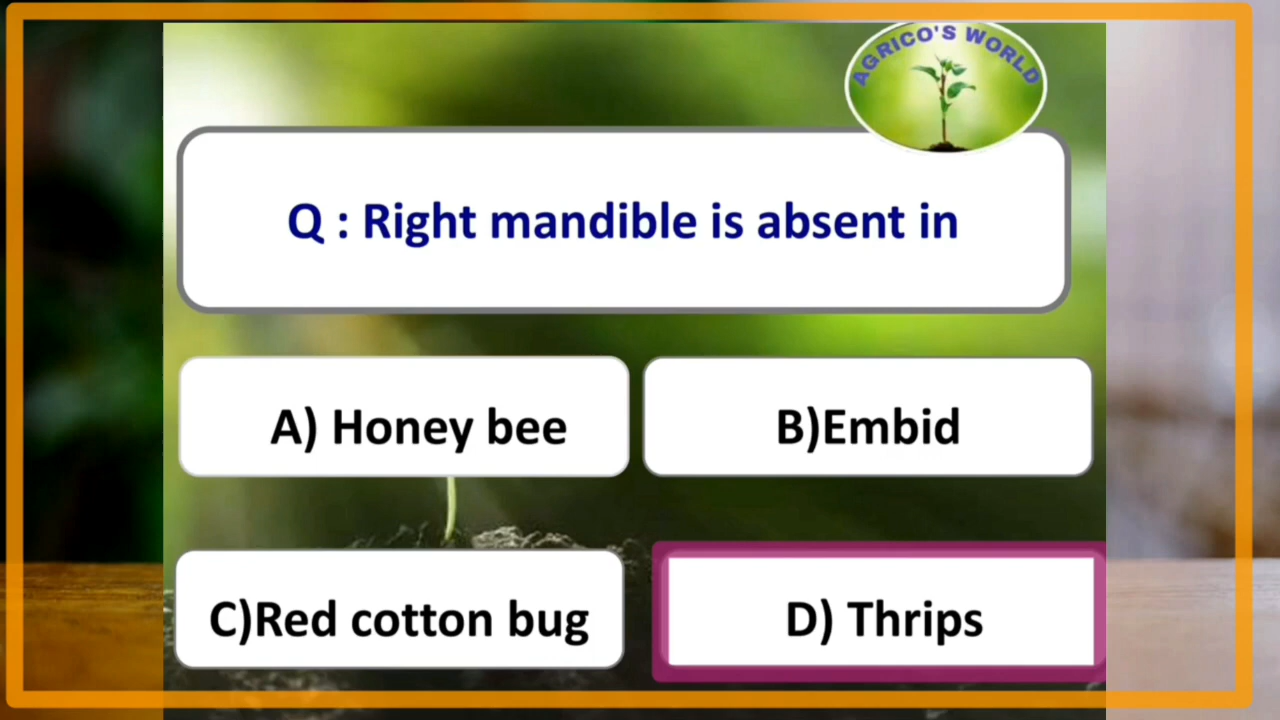 AGRICO'S WORLD
Q : Right mandible is absent in
A) Honey bee
B)Embid
C)Red cotton bug
D) Thrips